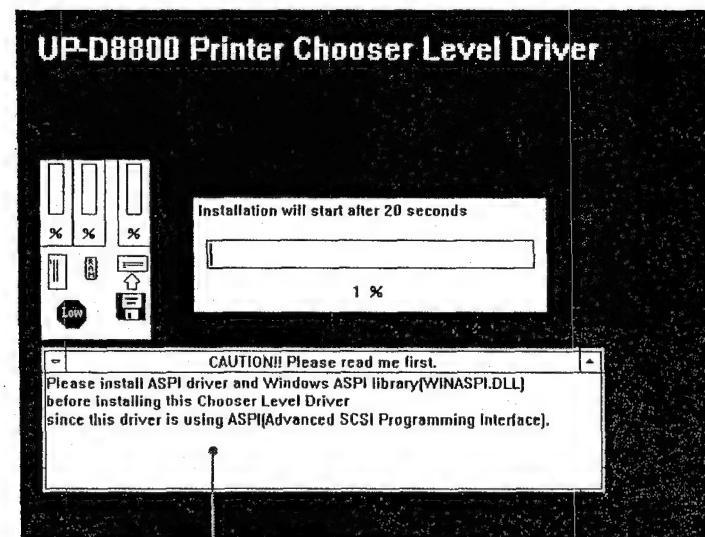 UP-D8800 Printer Chooser Level Driver
Installation will start after 20 seconds
% % %
1 %
Low
CAUTION!! Please read me first.
Please install ASPI driver and Windows ASPI library(WINASPI.DLL)
before installing this Chooser Level Driver
since this driver is using ASPI(Advanced SCSI Programming Interface).